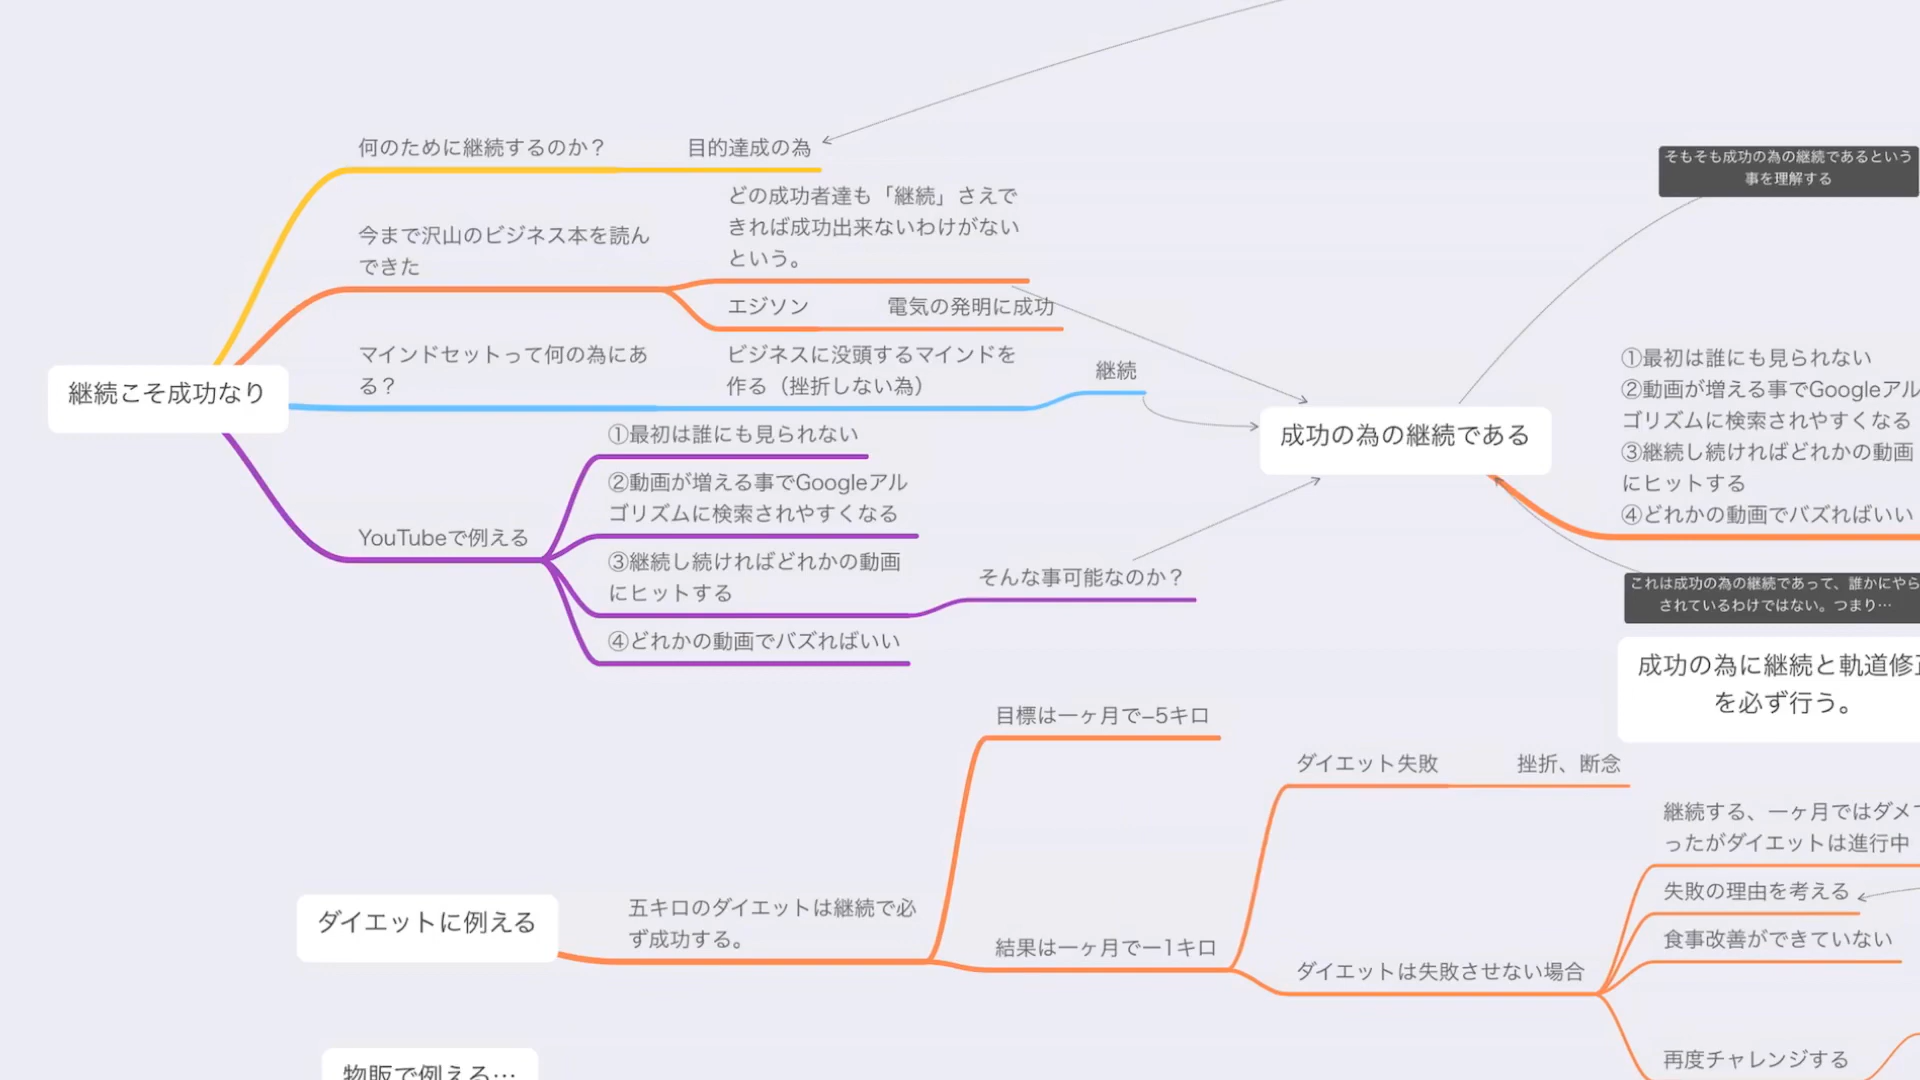 何のために継続するのか？
目的達成の為
どの成功者達も「継続」さえで
きれば成功出来ないわけがない
という。
今まで沢山のビジネス本を読ん
できた
エジソン
電気の発明に成功
マインドセットって何の為にあ
る？
ビジネスに没頭するマインドを
作る（挫折しない為）
継続
継続こそ成功なり
①最初は誰にも見られない
②動画が増える事でGoogleアル
ゴリズムに検索されやすくなる
YouTubeで例える
③継続し続ければどれかの動画
にヒットする
そんな事可能なのか？
④どれかの動画でバズればいい
成功の為の継続である
そもそも成功の為の継続であるという
事を理解する
①最初は誰にも見られない
②動画が増える事でGoogleアル
ゴリズムに検索されやすくなる
③継続し続ければどれかの動画
にヒットする
④どれかの動画でバズればいい
これは成功の為の継続であって、誰かにやら
されているわけではない。つまり…
成功の為に継続と軌道修正
を必ず行う。
目標は一ヶ月で−5キロ
ダイエット失敗
挫折、断念
継続する、一ヶ月ではダメ
ったがダイエットは進行中
失敗の理由を考える
ダイエットに例える
五キロのダイエットは継続で必
ず成功する。
結果は一ヶ月でー1キロ
食事改善ができていない
ダイエットは失敗させない場合
再度チャレンジする
物販で例える…